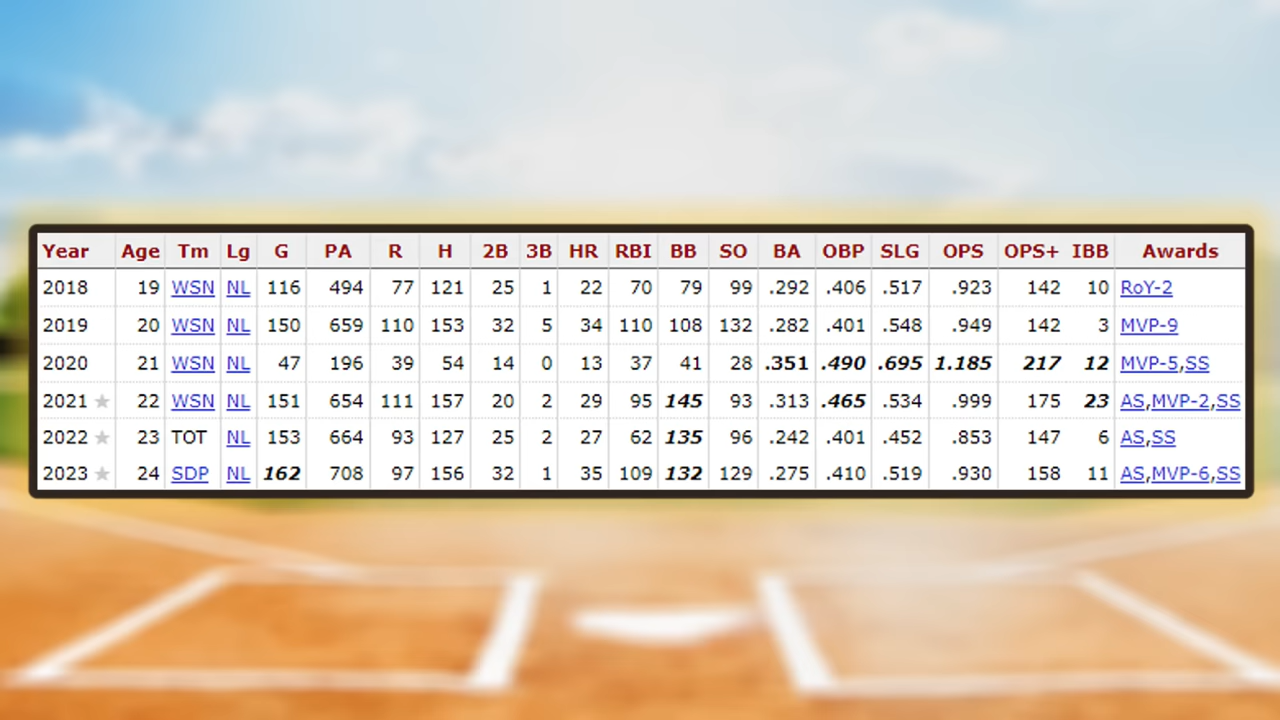 Year Age Tm Lg G PA R H 2B 3B HR RBI BB SO BA OBP SLG OPS OPS+ IBB Awards
2018 19 WSN NL 116 494 77 121 25 1 22 70 79 99 .292 .406 .517 .923 142 10 RoY-2
2019 20 WSN NL 150 659 110 153 32 5 34 110 108 132 .282 .401 .548 .949 142 3 MVP-9
2020 21 WSN NL 47 196 39 54 14 0 13 37 41 28 .351 .490 .695 1.185 217 12 MVP-5,SS
2021 ★ 22 WSN NL 151 654 111 157 20 2 29 95 145 93 .313 .465 .534 .999 175 23 AS,MVP-2,SS
2022 ★ 23 TOT NL 153 664 93 127 25 2 27 62 135 96 .242 .401 .452 .853 147 6 AS,SS
2023 ★ 24 SDP NL 162 708 97 156 32 1 35 109 132 129 .275 .410 .519 .930 158 11 AS,MVP-6,SS